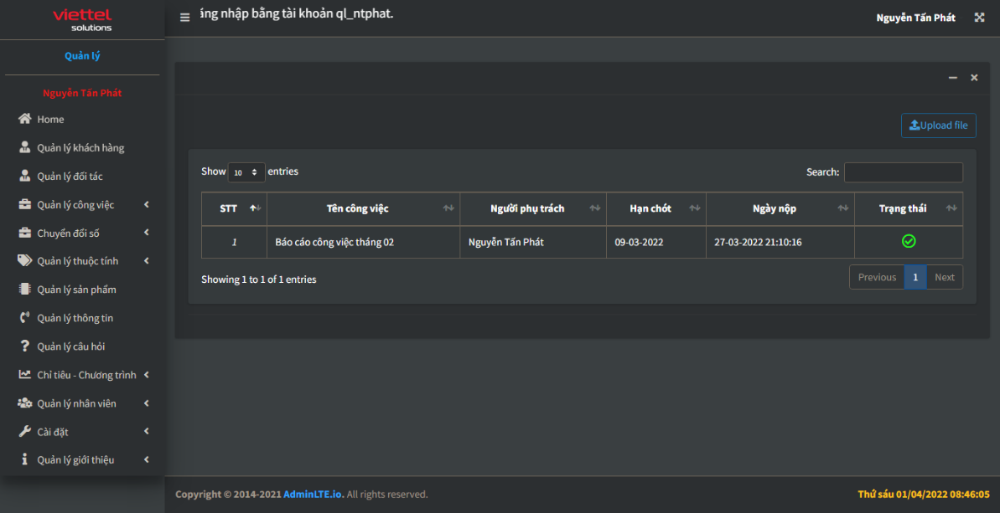 viettel
solutions
Quản lý
Nguyễn Tấn Phát
Home
Quản lý khách hàng
Quản lý đối tác
Quản lý công việc
Chuyển đổi số
Quản lý thuộc tính
Quản lý sản phẩm
Quản lý thông tin
Quản lý câu hỏi
Chỉ tiêu - Chương trình
Quản lý nhân viên
Cài đặt
Quản lý giới thiệu
nhập bằng tài khoản ql_ntphat.
Nguyễn Tấn Phát
Upload file
Show 10 entries
Search:
STT Tên công việc Người phụ trách Hạn chót Ngày nộp Trạng thái
1 Báo cáo công việc tháng 02 Nguyễn Tấn Phát 09-03-2022 27-03-2022 21:10:16
Showing 1 to 1 of 1 entries
Previous 1 Next
Copyright © 2014-2021 AdminLTE.io. All rights reserved.
Thứ sáu 01/04/2022 08:46:05